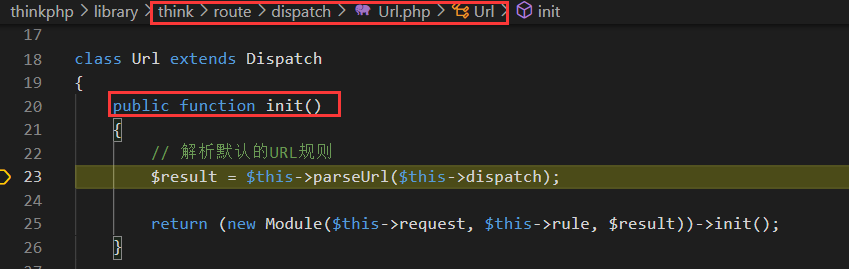 thinkphp > library > think > route > dispatch > Url.php > Url > init
17
18 class Url extends Dispatch
19 {
20 public function init()
21 {
22 // 解析默认的URL规则
23 $result = $this->parseUrl($this->dispatch);
24
25 return (new Module($this->request, $this->rule, $result))->init();
26 }